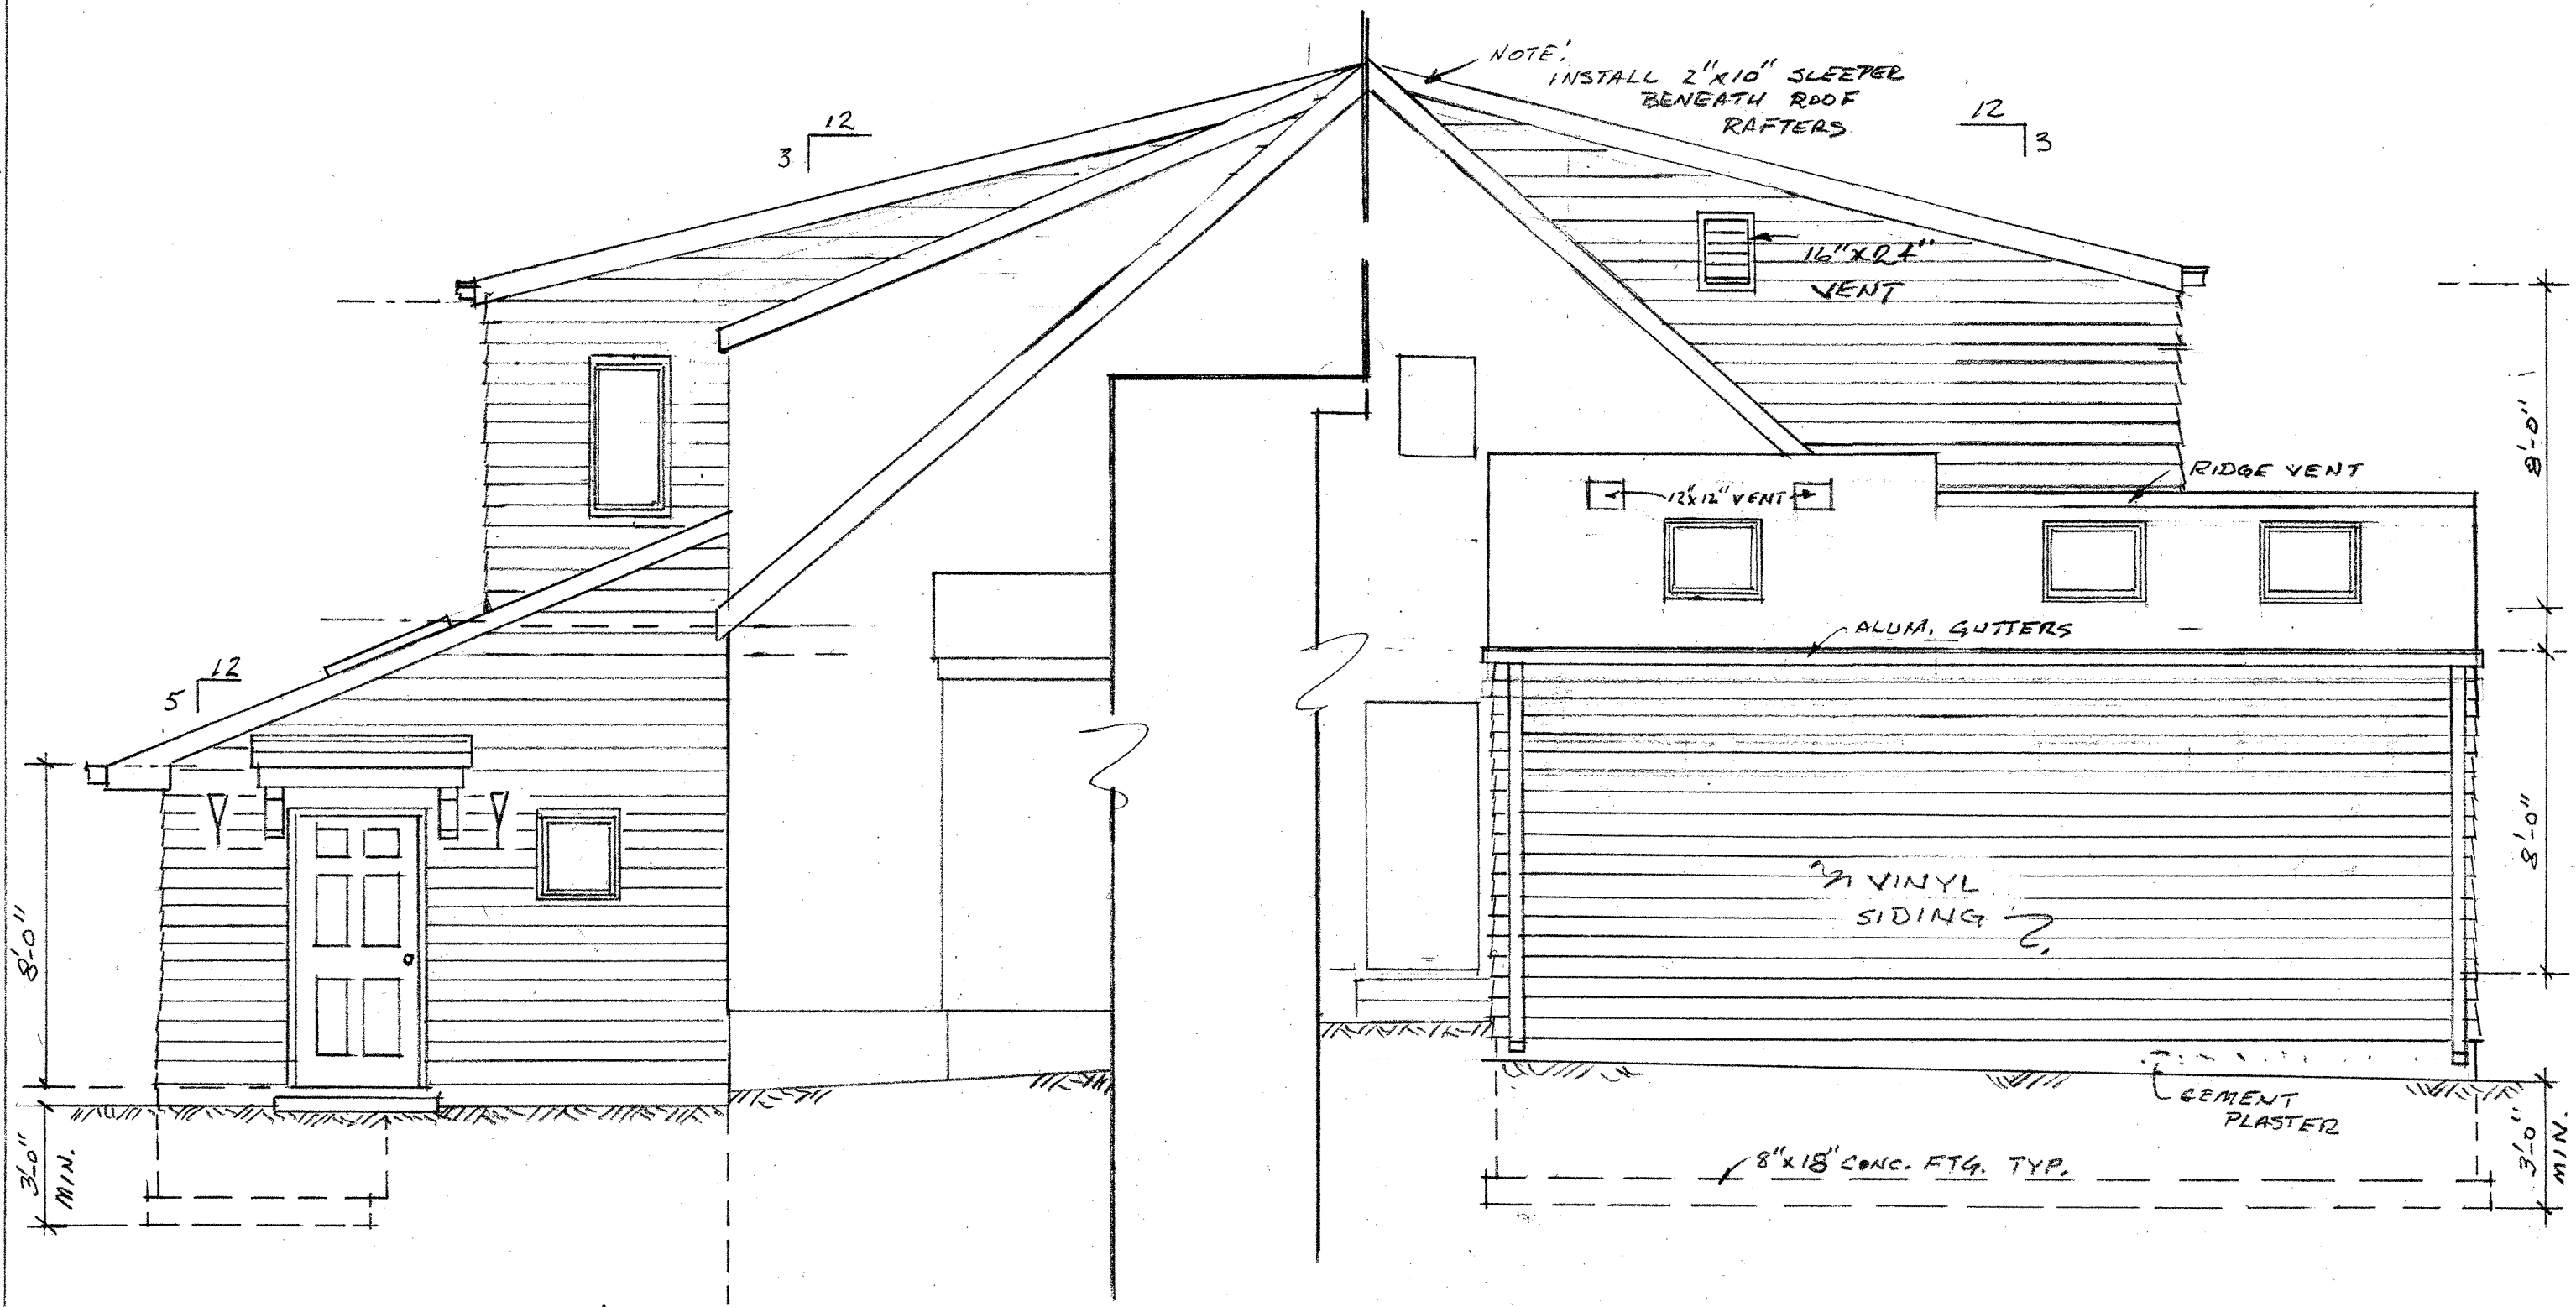 NOTE:
INSTALL 2"x10" SLEEPER
BENEATH ROOF
RAFTERS
12
3
12
3
16"x24"
VENT
8'-0"
RIDGE VENT
12"x12" VENT
ALUM. GUTTERS
12
5
8'-0"
8'-0"
VINYL
SIDING
CEMENT
PLASTER
3'-0"
MIN.
8"x18" CONC. FTG. TYP.
3'-0"
MIN.